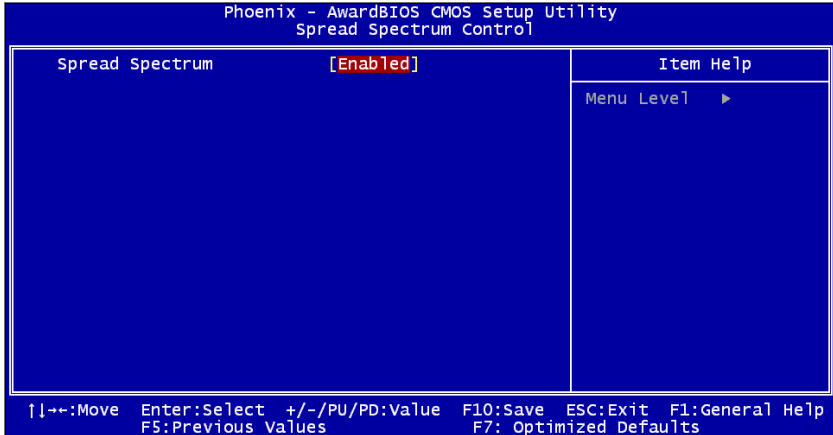 Phoenix - AwardBIOS CMOS Setup Utility
Spread Spectrum Control
Spread Spectrum [Enabled]
Item Help
Menu Level ►
↑↓→←:Move Enter:Select +/-/PU/PD:Value F10:Save ESC:Exit F1:General Help
F5:Previous Values F7: Optimized Defaults